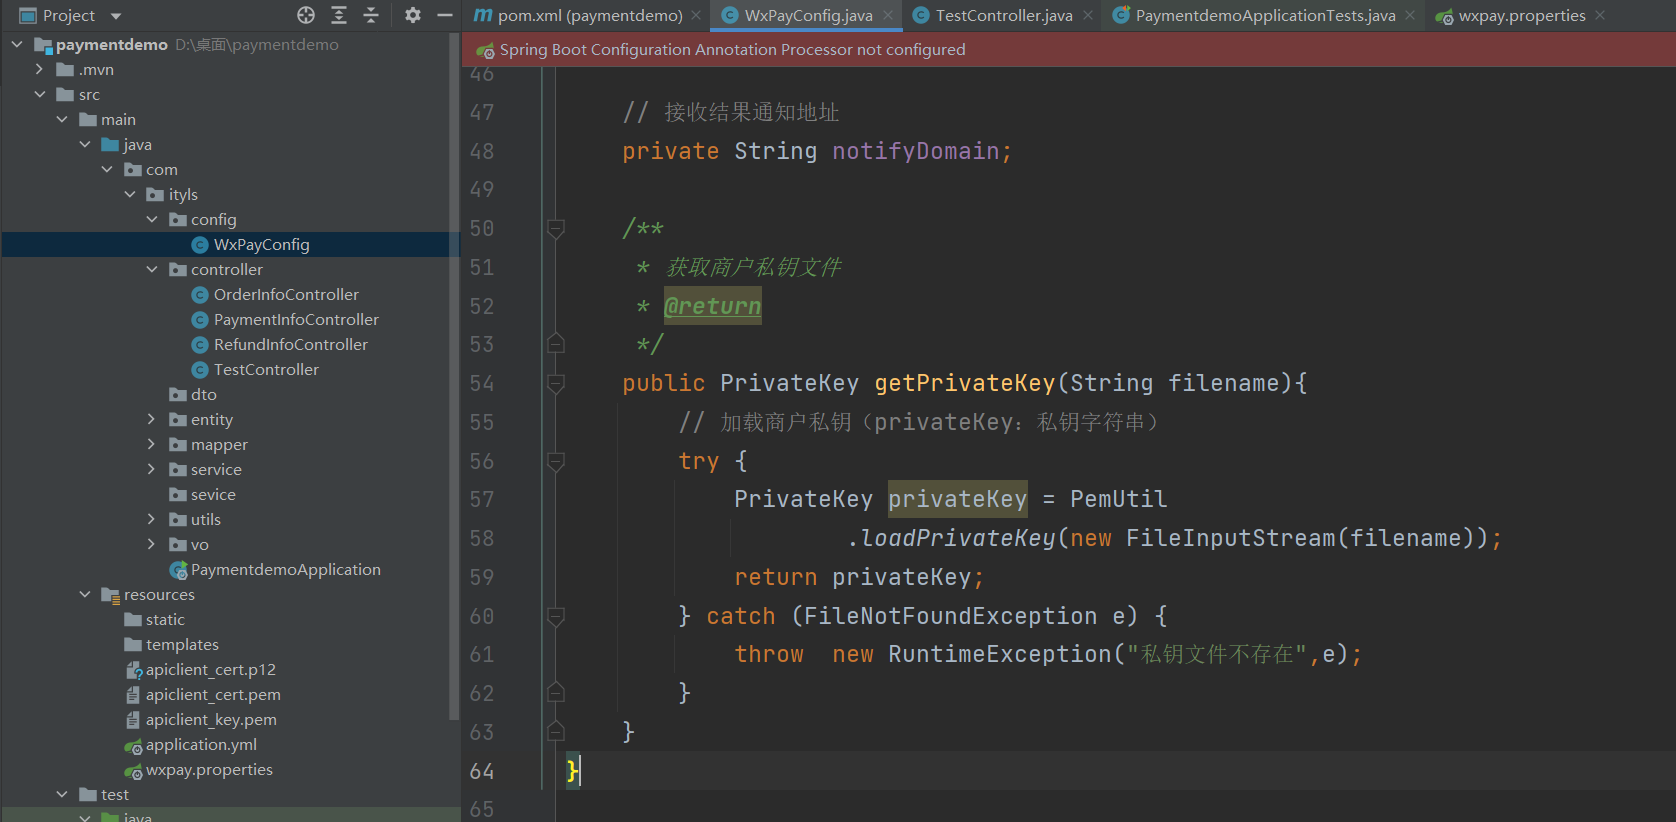 Project
pom.xml (paymentdemo)
WxPayConfig.java
TestController.java
PaymentdemoApplicationTests.java
wxpay.properties
Spring Boot Configuration Annotation Processor not configured
paymentdemo D:\桌面\paymentdemo
.mvn
src
main
java
com
ityls
config
WxPayConfig
controller
OrderInfoController
PaymentInfoController
RefundInfoController
TestController
dto
entity
mapper
service
sevice
utils
vo
PaymentdemoApplication
resources
static
templates
apiclient_cert.p12
apiclient_cert.pem
apiclient_key.pem
application.yml
wxpay.properties
test
java
46
47 // 接收结果通知地址
48 private String notifyDomain;
49
50 /**
51 * 获取商户私钥文件
52 * @return
53 */
54 public PrivateKey getPrivateKey(String filename){
55 // 加载商户私钥（privateKey：私钥字符串）
56 try {
57 PrivateKey privateKey = PemUtil
58 .loadPrivateKey(new FileInputStream(filename));
59 return privateKey;
60 } catch (FileNotFoundException e) {
61 throw  new RuntimeException("私钥文件不存在",e);
62 }
63 }
64 }
65